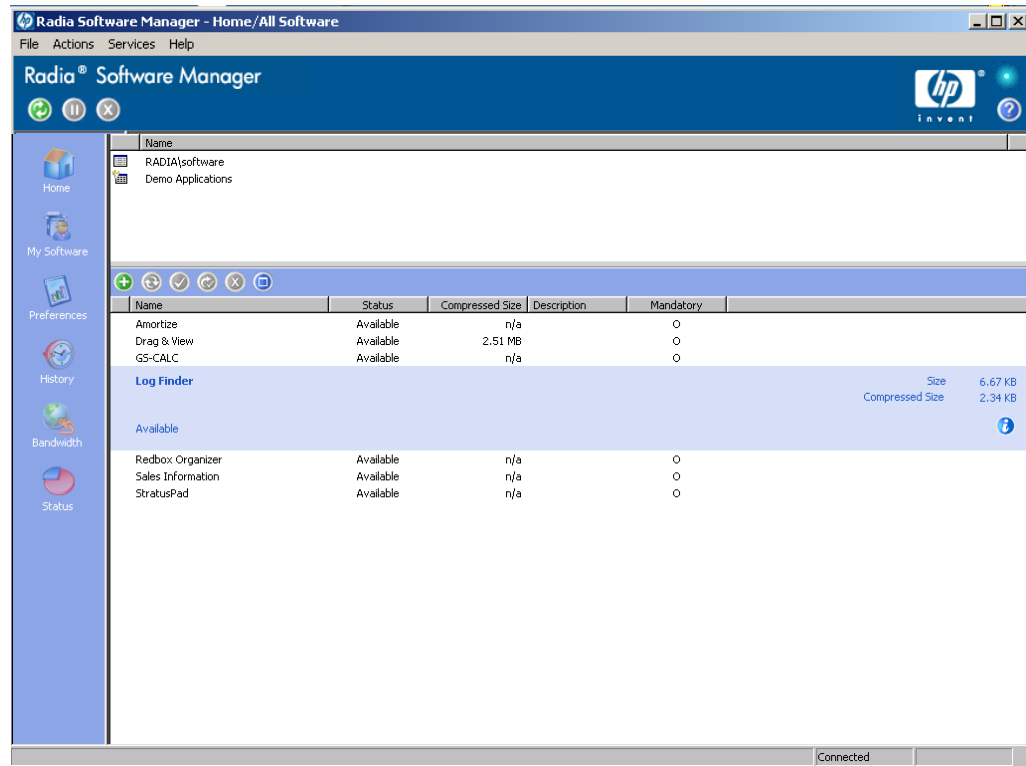 Radia Software Manager - Home/All Software
File Actions Services Help
Radia® Software Manager
hp®
invent
Home
My Software
Preferences
History
Bandwidth
Status
Name
RADIA\software
Demo Applications
Name Status Compressed Size Description Mandatory
Amortize Available n/a O
Drag & View Available 2.51 MB O
GS-CALC Available n/a O
Log Finder Size 6.67 KB
Compressed Size 2.34 KB
Available
Redbox Organizer Available n/a O
Sales Information Available n/a O
StratusPad Available n/a O
Connected